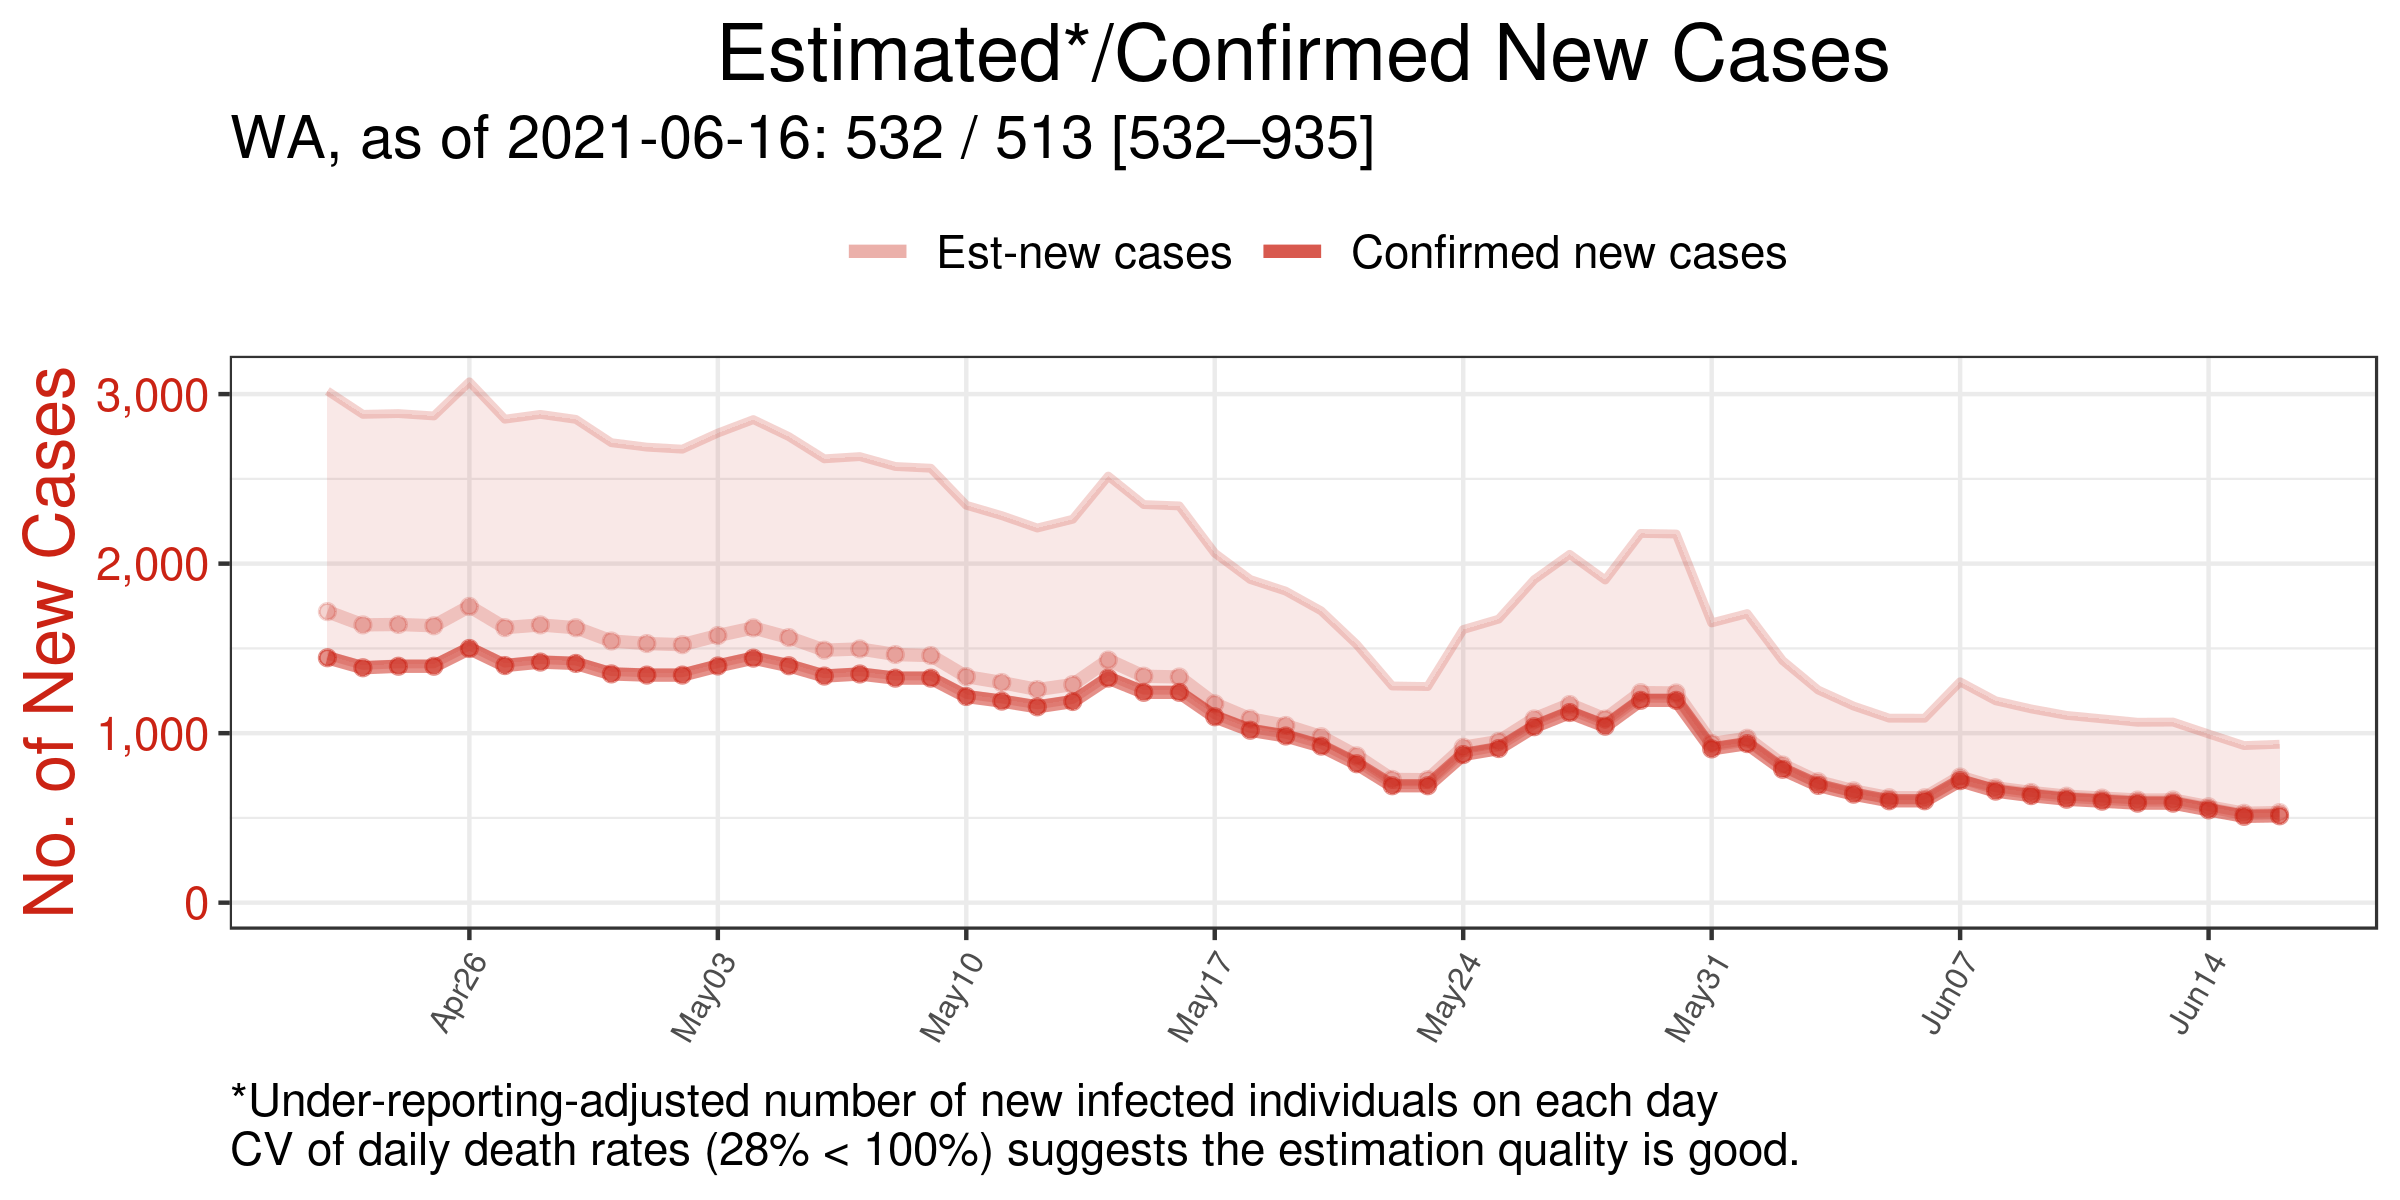 Estimated*/Confirmed New Cases
WA, as of 2021-06-16: 532 / 513 [532–935]
Est-new cases
Confirmed new cases
No. of New Cases
3,000
2,000
1,000
0
Apr26
May03
May10
May17
May24
May31
Jun07
Jun14
*Under-reporting-adjusted number of new infected individuals on each day
CV of daily death rates (28% < 100%) suggests the estimation quality is good.